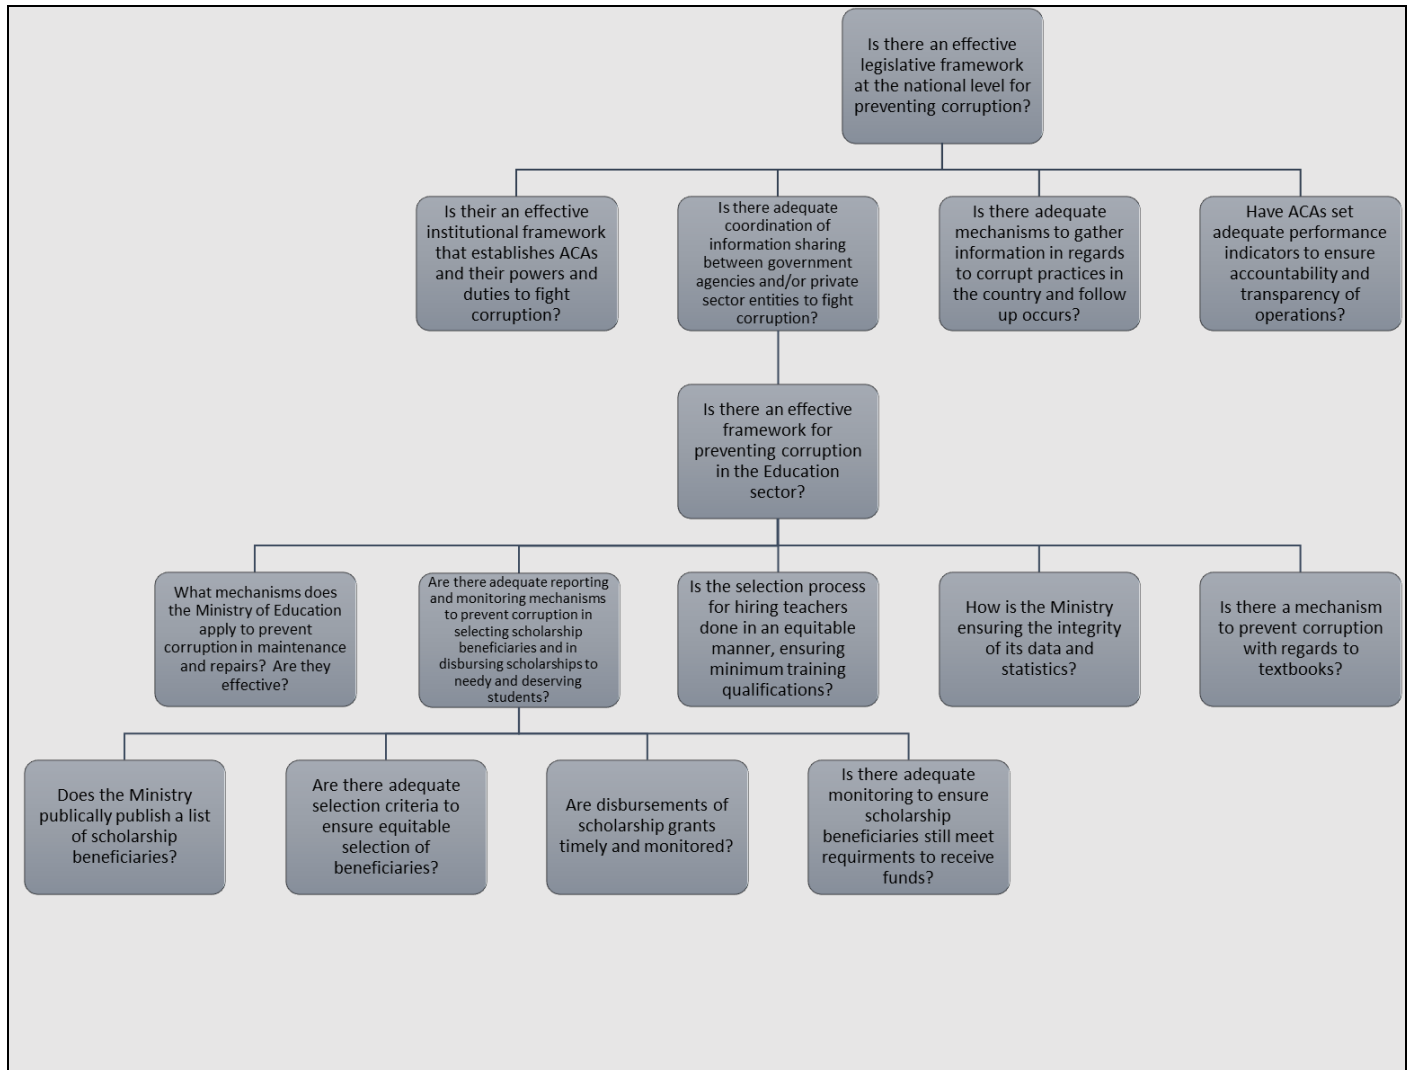 Is there an effective
legislative framework
at the national level for
preventing corruption?
Is their an effective
institutional framework
that establishes ACAs
and their powers and
duties to fight
corruption?
Is there adequate
coordination of
information sharing
between government
agencies and/or private
sector entities to fight
corruption?
Is there adequate
mechanisms to gather
information in regards
to corrupt practices in
the country and follow
up occurs?
Have ACAs set
adequate performance
indicators to ensure
accountability and
transparency of
operations?
Is there an effective
framework for
preventing corruption
in the Education
sector?
What mechanisms does
the Ministry of Education
apply to prevent
corruption in maintenance
and repairs? Are they
effective?
Are there adequate reporting
and monitoring mechanisms
to prevent corruption in
selecting scholarship
beneficiaries and in
disbursing scholarships to
needy and deserving
students?
Is the selection process
for hiring teachers
done in an equitable
manner, ensuring
minimum training
qualifications?
How is the Ministry
ensuring the integrity
of its data and
statistics?
Is there a mechanism
to prevent corruption
with regards to
textbooks?
Does the Ministry
publically publish a list
of scholarship
beneficiaries?
Are there adequate
selection criteria to
ensure equitable
selection of
beneficiaries?
Are disbursements of
scholarship grants
timely and monitored?
Is there adequate
monitoring to ensure
scholarship
beneficiaries still meet
requirments to receive
funds?